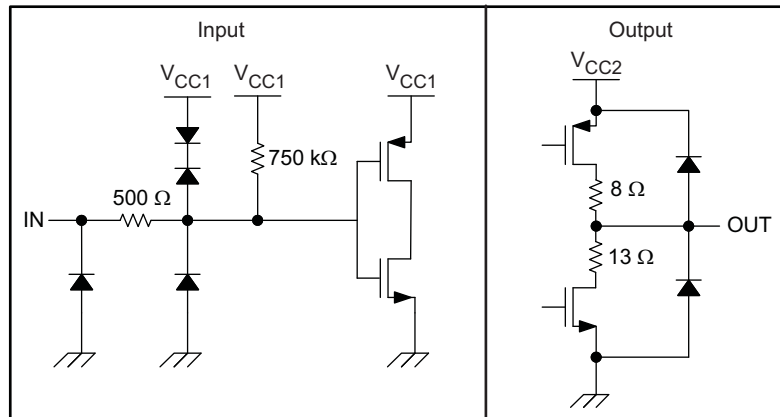 Input
Output
VCC1
VCC1
VCC1
VCC2
750 kΩ
500 Ω
8 Ω
IN
OUT
13 Ω